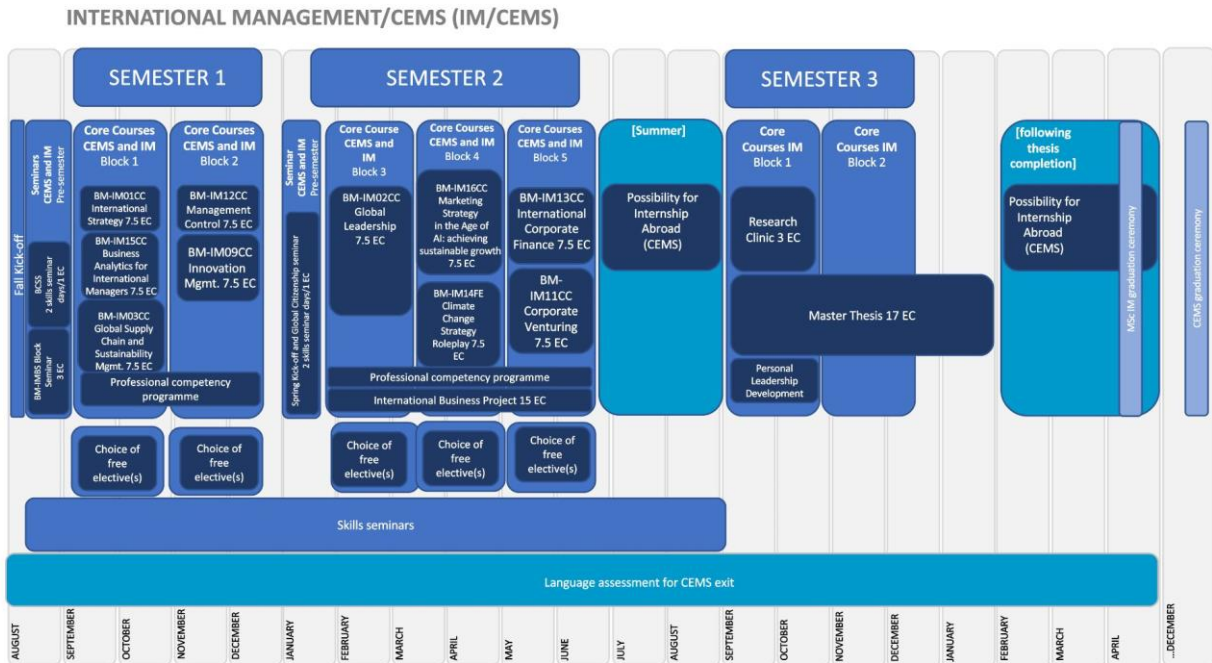 INTERNATIONAL MANAGEMENT/CEMS (IM/CEMS)
SEMESTER 1
SEMESTER 2
SEMESTER 3
Fall Kick-off
Seminars
CEMS and IM
Pre-semester
BCSS
2 skills seminar
days/1 EC
BM-IMBS Block
Seminar
3 EC
Core Courses
CEMS and IM
Block 1
BM-IM01CC
International
Strategy 7.5 EC
BM-IM15CC
Business
Analytics for
International
Managers 7.5 EC
BM-IM03CC
Global Supply
Chain and
Sustainability
Mgmt. 7.5 EC
Core Courses
CEMS and IM
Block 2
BM-IM12CC
Management
Control 7.5 EC
BM-IM09CC
Innovation
Mgmt. 7.5 EC
Professional competency
programme
Choice of
free
elective(s)
Choice of
free
elective(s)
Seminar
CEMS and IM
Pre-semester
Spring Kick-off and Global Citizenship seminar
2 skills seminar days/1 EC
Core Course
CEMS and
IM
Block 3
BM-IM02CC
Global
Leadership
7.5 EC
Core Courses
CEMS and IM
Block 4
BM-IM16CC
Marketing
Strategy
in the Age of
AI: achieving
sustainable growth
7.5 EC
BM-IM14FE
Climate
Change
Strategy
Roleplay 7.5
EC
Core Courses
CEMS and IM
Block 5
BM-IM13CC
International
Corporate
Finance 7.5 EC
BM-
IM11CC
Corporate
Venturing
7.5 EC
Professional competency programme
International Business Project 15 EC
Choice of
free
elective(s)
Choice of
free
elective(s)
Choice of
free
elective(s)
[Summer]
Possibility for
Internship
Abroad
(CEMS)
Core
Courses IM
Block 1
Research
Clinic 3 EC
Core
Courses IM
Block 2
Master Thesis 17 EC
Personal
Leadership
Development
[following
thesis
completion]
Possibility for
Internship
Abroad
(CEMS)
MSc IM graduation ceremony
CEMS graduation ceremony
Skills seminars
Language assessment for CEMS exit
AUGUST
SEPTEMBER
OCTOBER
NOVEMBER
DECEMBER
JANUARY
FEBRUARY
MARCH
APRIL
MAY
JUNE
JULY
AUGUST
SEPTEMBER
OCTOBER
NOVEMBER
DECEMBER
JANUARY
FEBRUARY
MARCH
APRIL
...DECEMBER